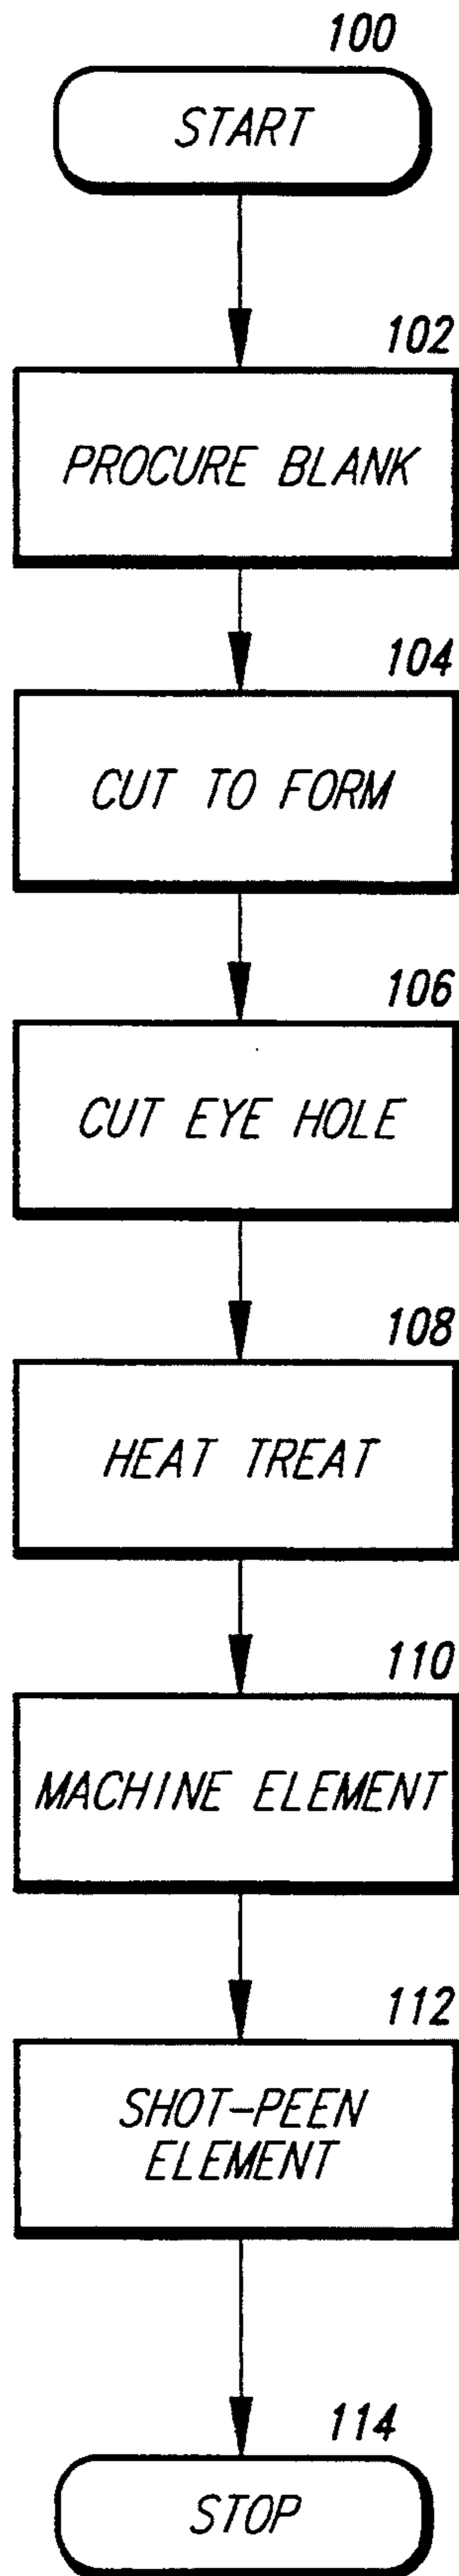 100
START
102
PROCURE BLANK
104
CUT TO FORM
106
CUT EYE HOLE
108
HEAT TREAT
110
MACHINE ELEMENT
112
SHOT-PEEN
ELEMENT
114
STOP